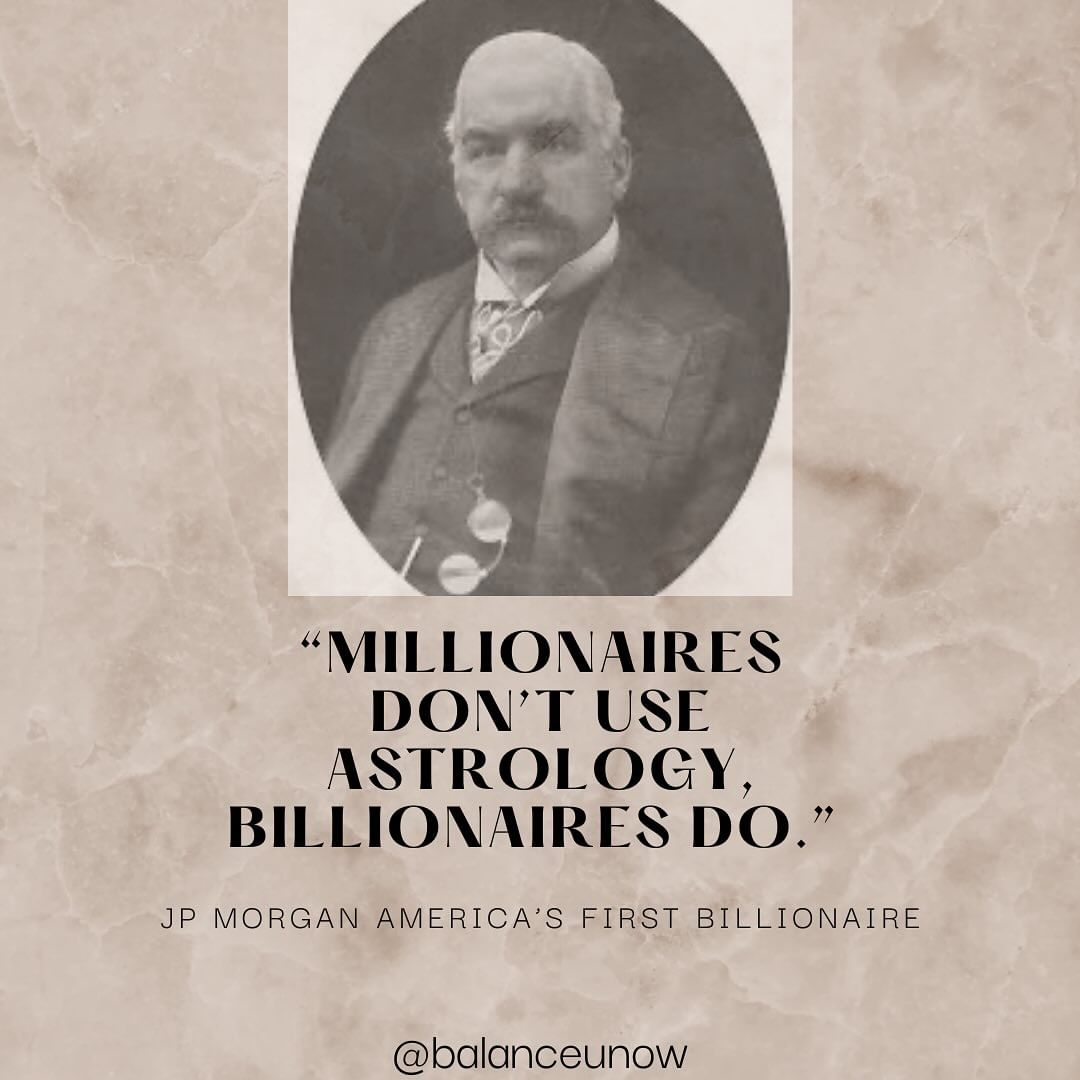 “MILLIONAIRES
DON’T USE
ASTROLOGY,
BILLIONAIRES DO.”
JP MORGAN AMERICA’S FIRST BILLIONAIRE
@balanceunow